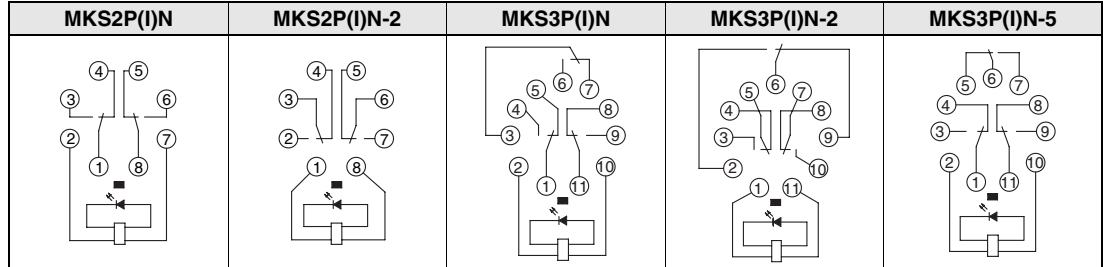 MKS2P(I)N MKS2P(I)N-2 MKS3P(I)N MKS3P(I)N-2 MKS3P(I)N-5
4 5 3 6 2 7 1 8
4 5 3 6 2 7 1 8
6 7 5 8 4 3 9 2 10 1 11
6 5 7 4 8 3 9 2 10 1 11
5 6 7 4 8 3 9 2 10 1 11